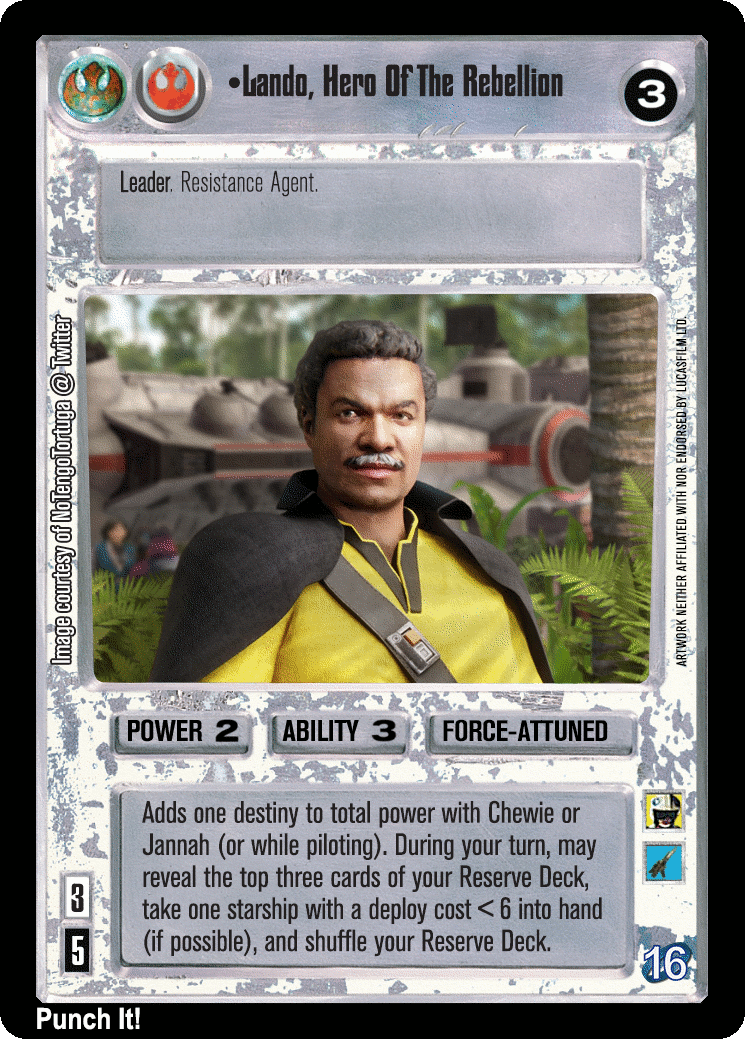 •Lando, Hero Of The Rebellion
3
Leader. Resistance Agent.
Image courtesy of NoTengoTortuga @ Twitter
ARTWORK NEITHER AFFILIATED WITH NOR ENDORSED BY LUCASFILM LTD.
POWER 2
ABILITY 3
FORCE-ATTUNED
Adds one destiny to total power with Chewie or
Jannah (or while piloting). During your turn, may
reveal the top three cards of your Reserve Deck,
take one starship with a deploy cost < 6 into hand
(if possible), and shuffle your Reserve Deck.
3
5
16
Punch It!